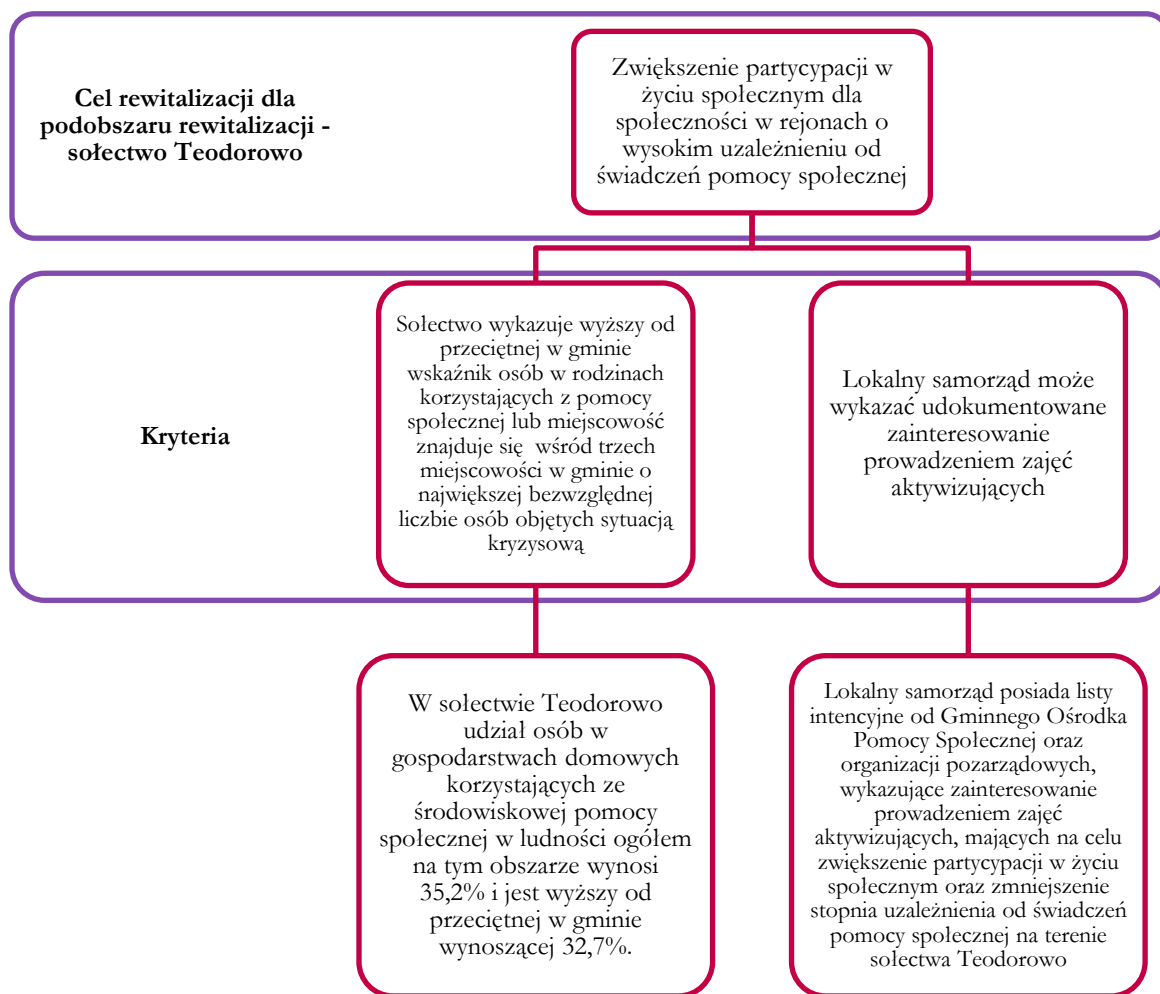 Cel rewitalizacji dla
podobszaru rewitalizacji -
sołectwo Teodorowo
Zwiększenie partycypacji w
życiu społecznym dla
społeczności w rejonach o
wysokim uzależnieniu od
świadczeń pomocy społecznej
Kryteria
Sołectwo wykazuje wyższy od
przeciętnej w gminie
wskaźnik osób w rodzinach
korzystających z pomocy
społecznej lub miejscowość
znajduje się wśród trzech
miejscowości w gminie o
największej bezwzględnej
liczbie osób objętych sytuacją
kryzysową
Lokalny samorząd może
wykazać udokumentowane
zainteresowanie
prowadzeniem zajęć
aktywizujących
W sołectwie Teodorowo
udział osób w
gospodarstwach domowych
korzystających ze
środowiskowej pomocy
społecznej w ludności ogółem
na tym obszarze wynosi
35,2% i jest wyższy od
przeciętnej w gminie
wynoszącej 32,7%.
Lokalny samorząd posiada listy
intencyjne od Gminnego Ośrodka
Pomocy Społecznej oraz
organizacji pozarządowych,
wykazujące zainteresowanie
prowadzeniem zajęć
aktywizujących, mających na celu
zwiększenie partycypacji w życiu
społecznym oraz zmniejszenie
stopnia uzależnienia od świadczeń
pomocy społecznej na terenie
sołectwa Teodorowo